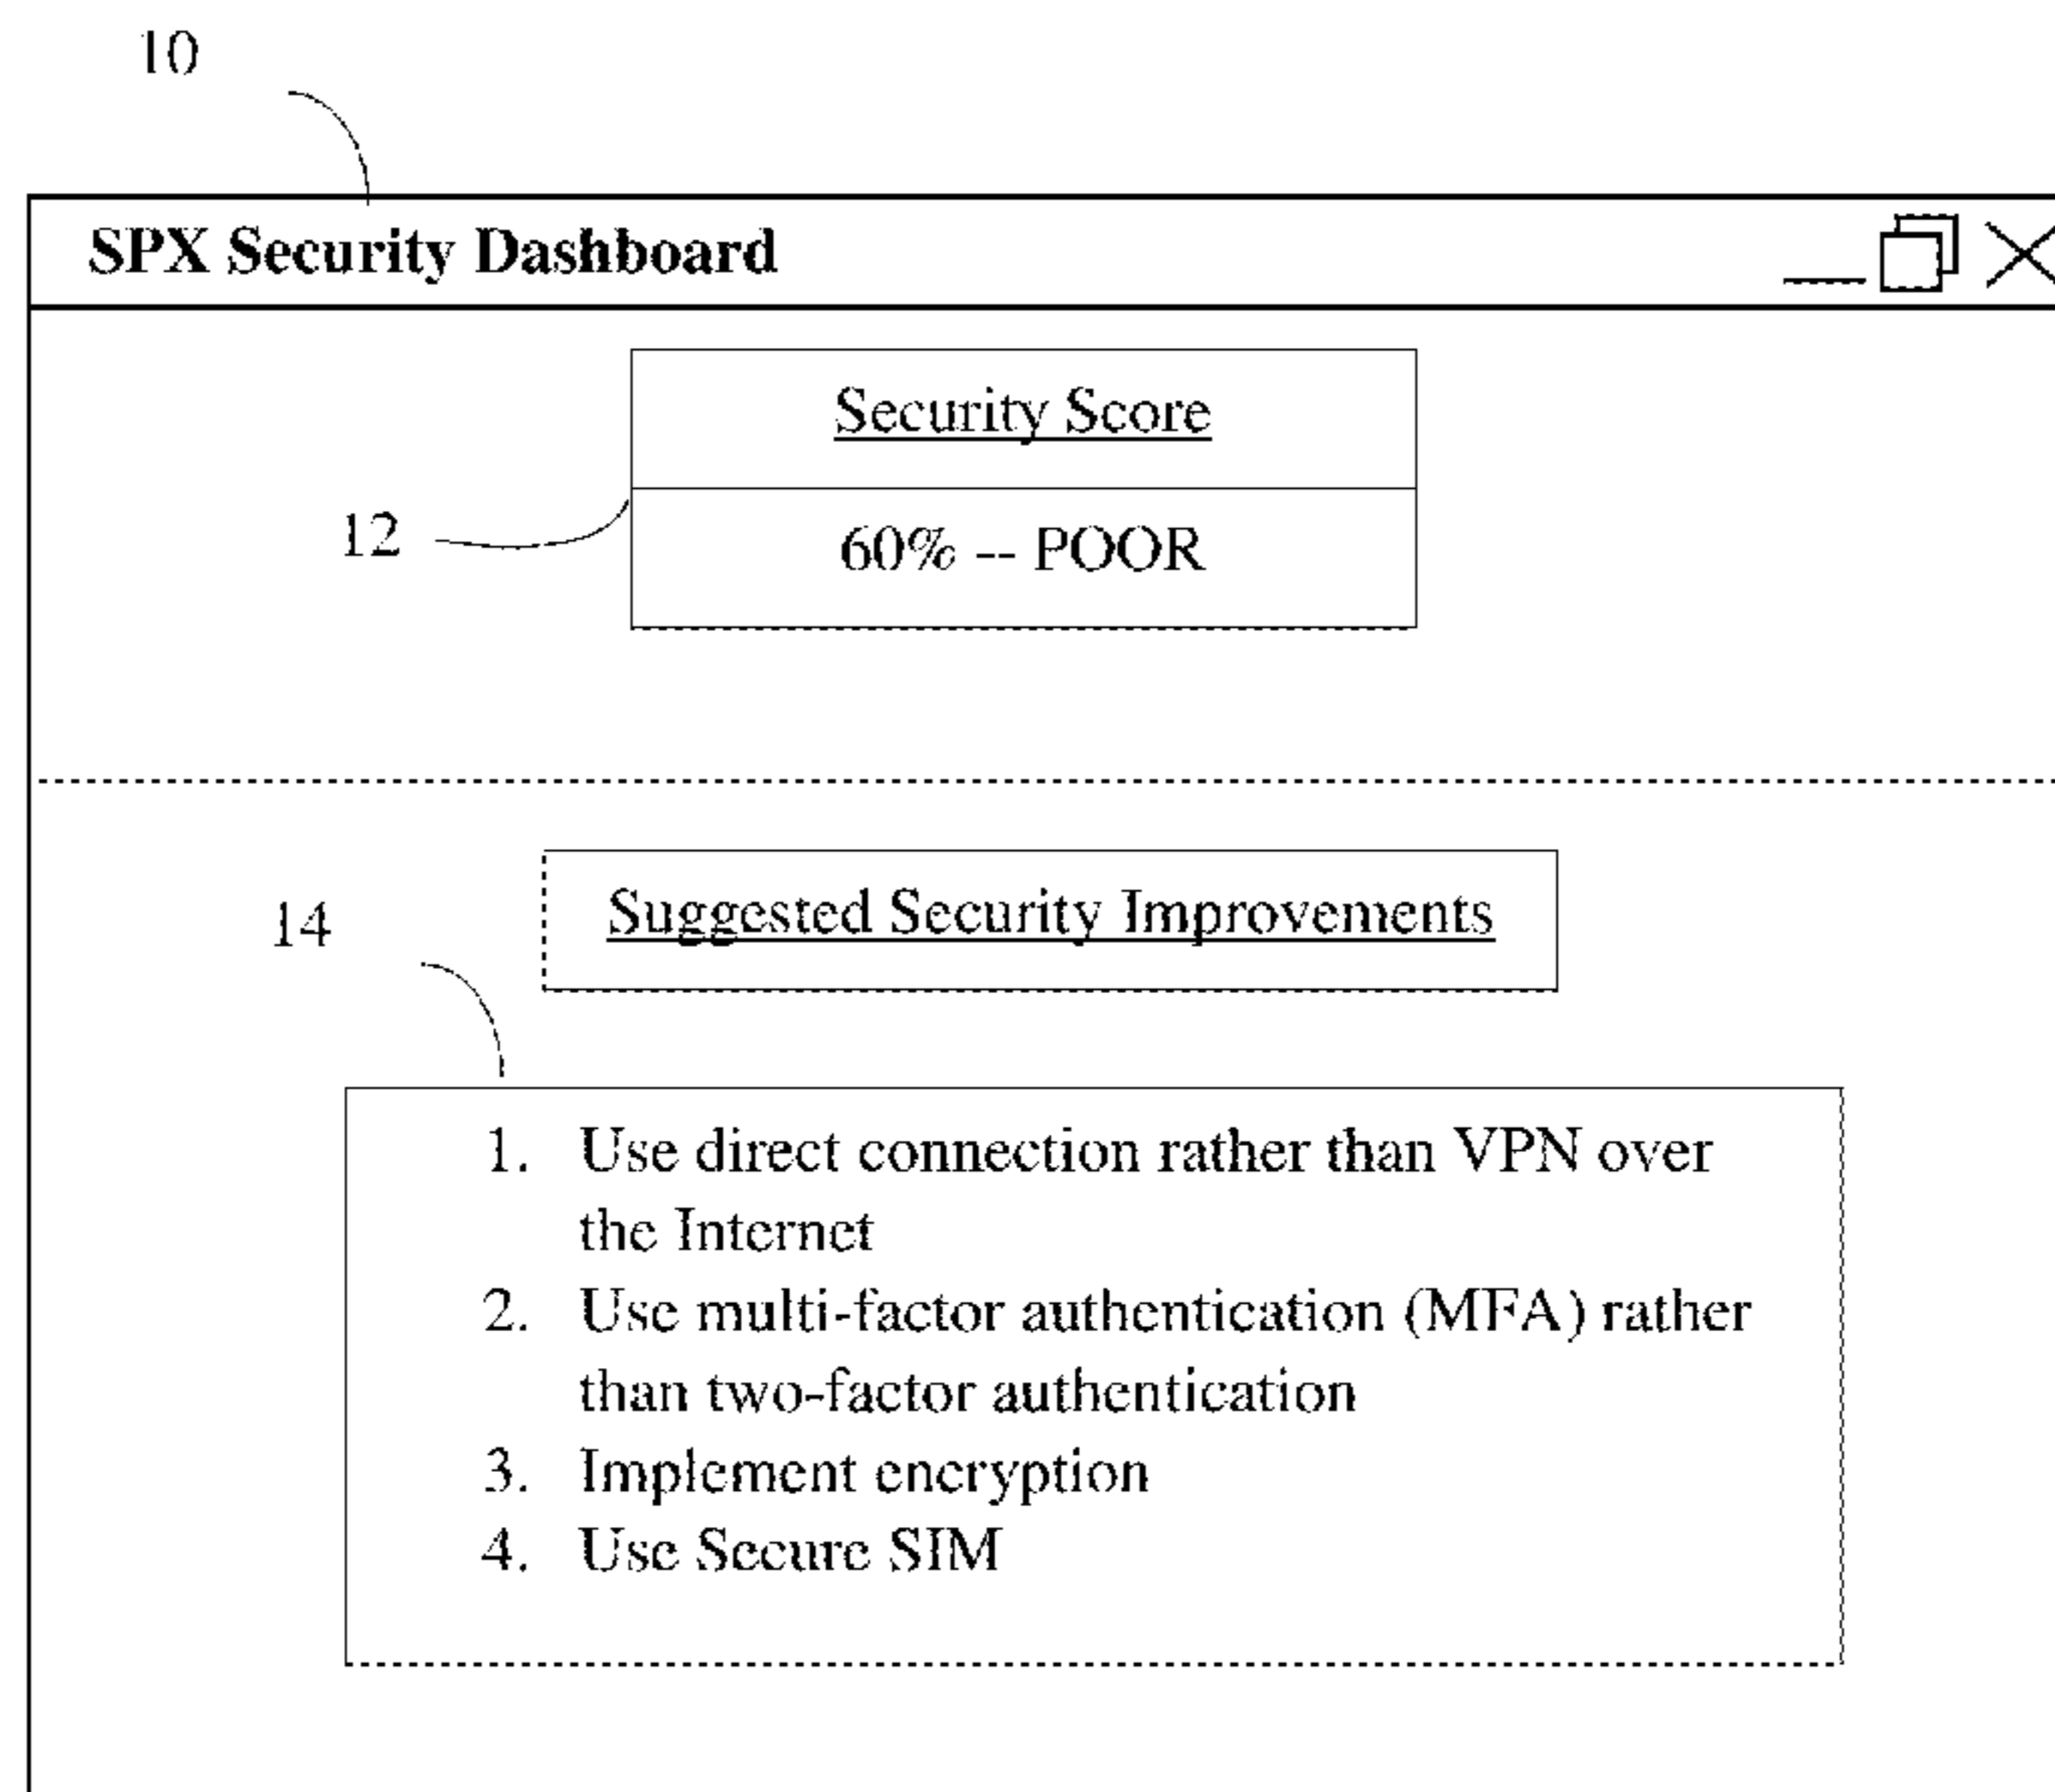 10
SPX Security Dashboard
Security Score
12
60% -- POOR
Suggested Security Improvements
14
1. Use direct connection rather than VPN over
the Internet
2. Use multi-factor authentication (MFA) rather
than two-factor authentication
3. Implement encryption
4. Use Secure SIM